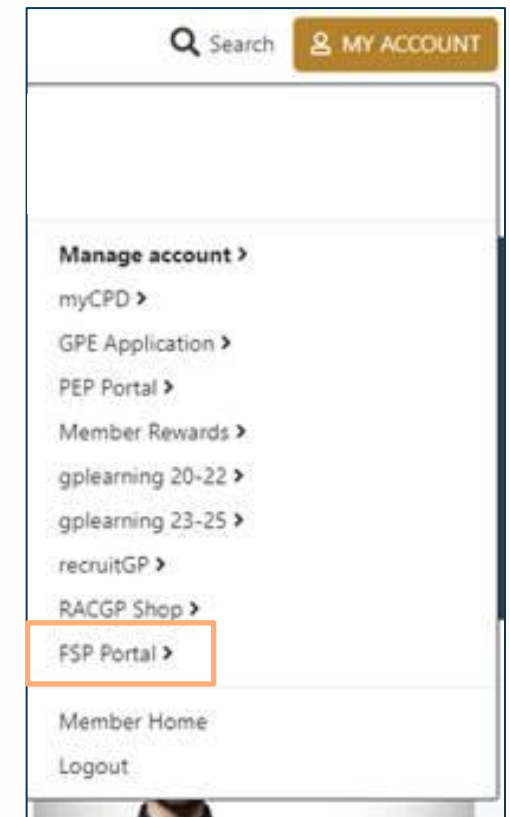 Search MY ACCOUNT
Manage account >
myCPD >
GPE Application >
PEP Portal >
Member Rewards >
gplearning 20-22 >
gplearning 23-25 >
recruitGP >
RACGP Shop >
FSP Portal >
Member Home
Logout